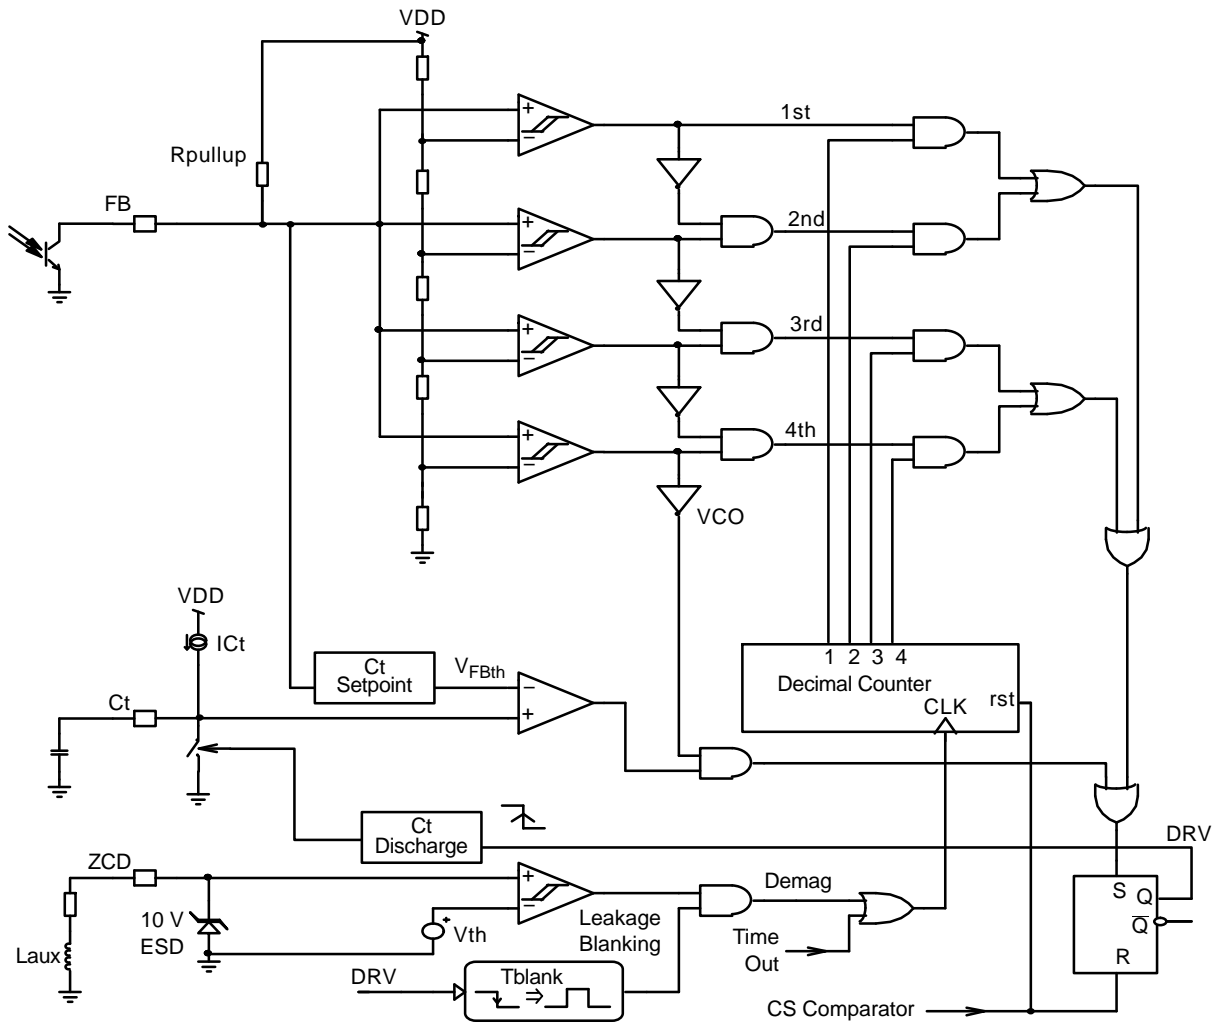 VDD
1st
Rpullup
FB
2nd
3rd
4th
VCO
VDD
ICt
1 2 3 4
Ct
Setpoint
VFBth
Decimal Counter
rst
CLK
Ct
Ct
Discharge
DRV
ZCD
Demag
S Q
Q
R
10 V
ESD
Vth
Leakage
Blanking
Time
Out
Laux
DRV
Tblank
CS Comparator
+
−
+
−
+
−
+
−
−
+
+
−
+
⇒